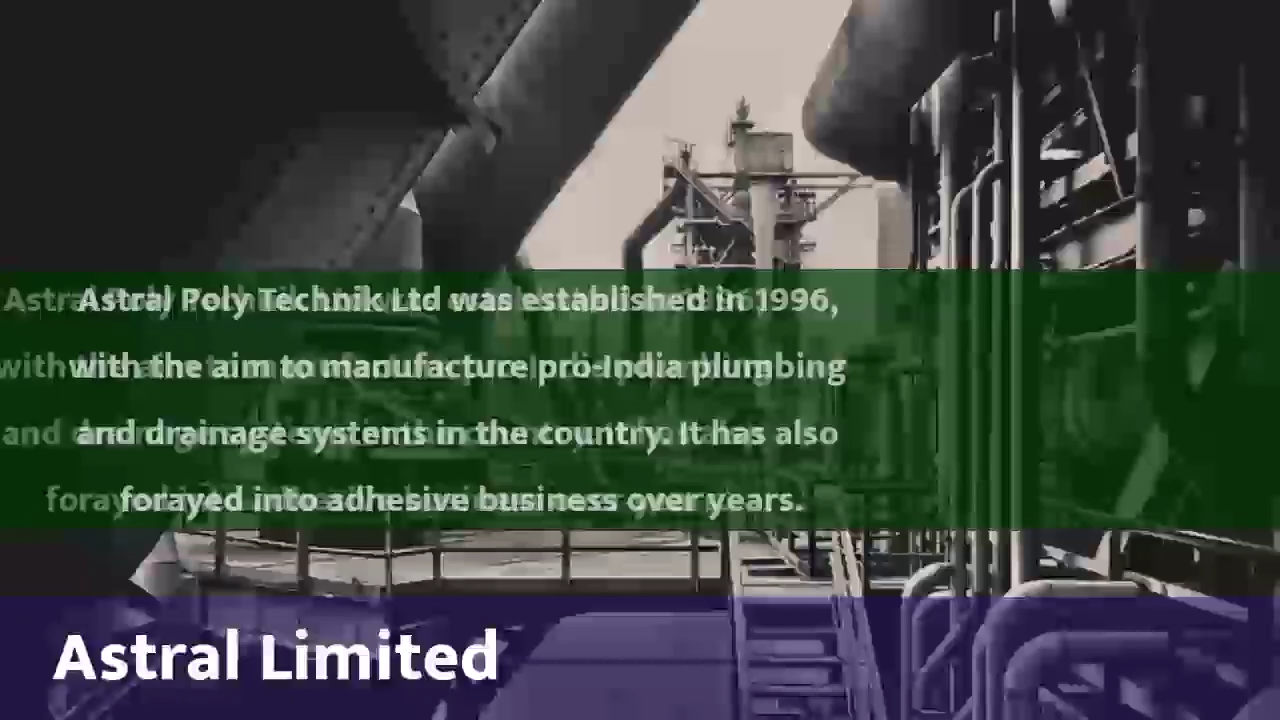 Astral Poly Technik Ltd was established in 1996,
with the aim to manufacture pro-India plumbing
and drainage systems in the country. It has also
forayed into adhesive business over years.
Astral Limited